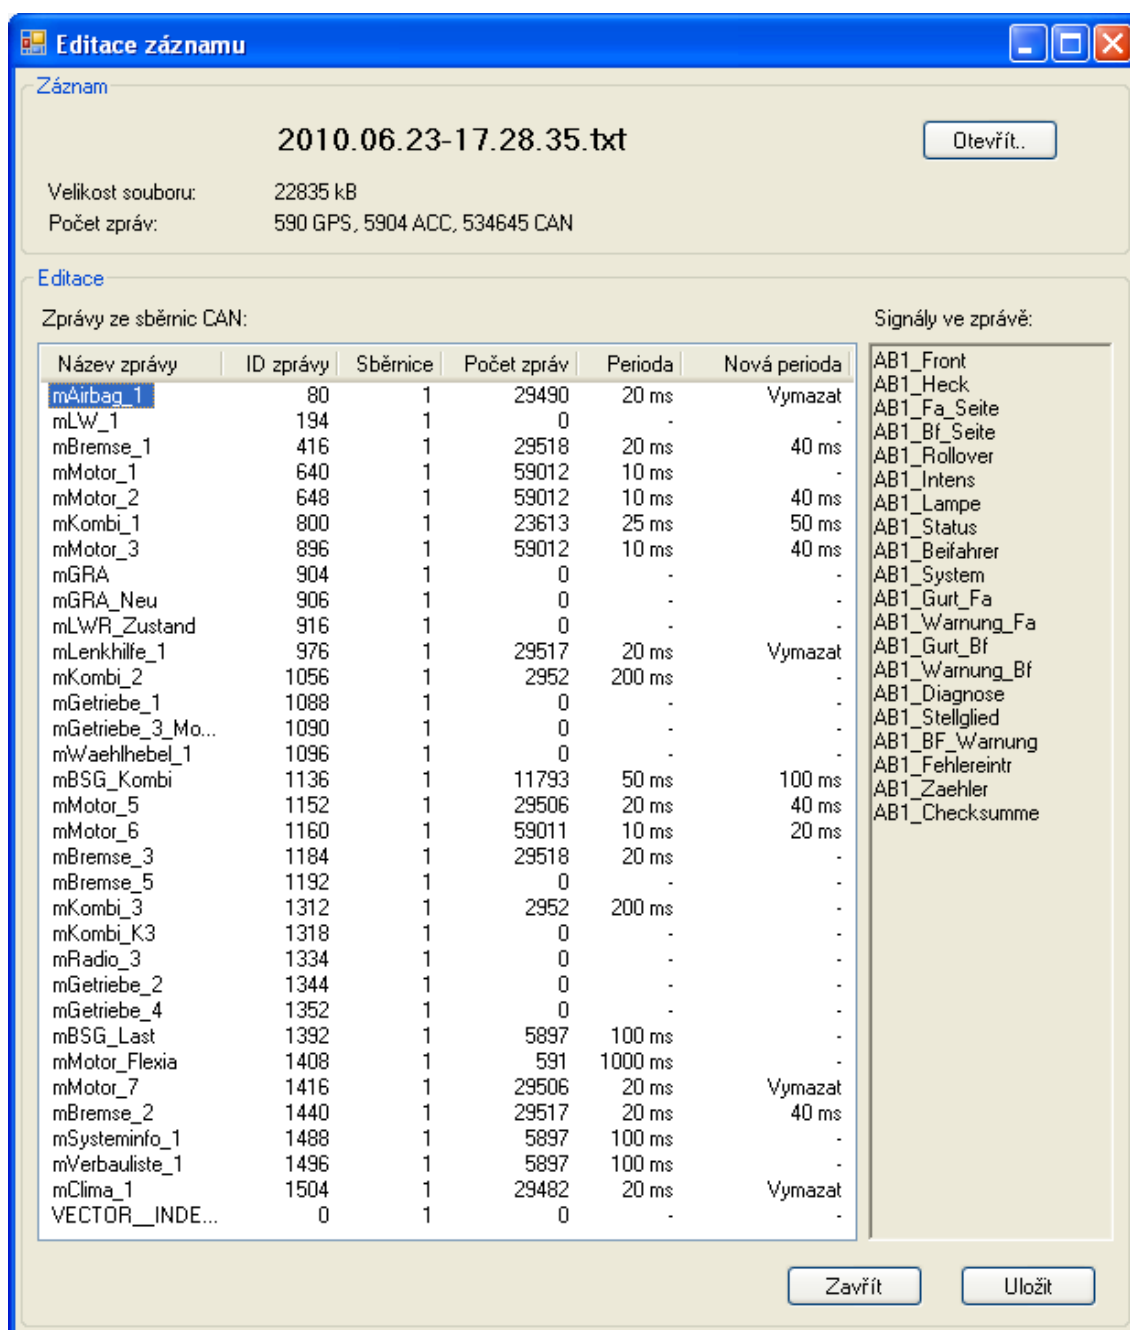 Editace záznamu
Záznam
2010.06.23-17.28.35.txt
Otevřít..
Velikost souboru: 22835 kB
Počet zpráv: 590 GPS, 5904 ACC, 534645 CAN
Editace
Zprávy ze sběrnic CAN:
Název zprávy ID zprávy Sběrnice Počet zpráv Perioda Nová perioda
mAirbag_1 80 1 29490 20 ms Vymazat
mLW_1 194 1 0 - -
mBremse_1 416 1 29518 20 ms 40 ms
mMotor_1 640 1 59012 10 ms -
mMotor_2 648 1 59012 10 ms 40 ms
mKombi_1 800 1 23613 25 ms 50 ms
mMotor_3 896 1 59012 10 ms 40 ms
mGRA 904 1 0 - -
mGRA_Neu 906 1 0 - -
mLWR_Zustand 916 1 0 - -
mLenkhilfe_1 976 1 29517 20 ms Vymazat
mKombi_2 1056 1 2952 200 ms -
mGetriebe_1 1088 1 0 - -
mGetriebe_3_Mo... 1090 1 0 - -
mWaehlhebel_1 1096 1 0 - -
mBSG_Kombi 1136 1 11793 50 ms 100 ms
mMotor_5 1152 1 29506 20 ms 40 ms
mMotor_6 1160 1 59011 10 ms 20 ms
mBremse_3 1184 1 29518 20 ms -
mBremse_5 1192 1 0 - -
mKombi_3 1312 1 2952 200 ms -
mKombi_K3 1318 1 0 - -
mRadio_3 1334 1 0 - -
mGetriebe_2 1344 1 0 - -
mGetriebe_4 1352 1 0 - -
mBSG_Last 1392 1 5897 100 ms -
mMotor_Flexia 1408 1 591 1000 ms -
mMotor_7 1416 1 29506 20 ms Vymazat
mBremse_2 1440 1 29517 20 ms 40 ms
mSysteminfo_1 1488 1 5897 100 ms -
mVerbauliste_1 1496 1 5897 100 ms -
mClima_1 1504 1 29482 20 ms Vymazat
VECTOR__INDE... 0 1 0 - -
Signály ve zprávě:
AB1_Front
AB1_Heck
AB1_Fa_Seite
AB1_Bf_Seite
AB1_Rollover
AB1_Intens
AB1_Lampe
AB1_Status
AB1_Beifahrer
AB1_System
AB1_Gurt_Fa
AB1_Warnung_Fa
AB1_Gurt_Bf
AB1_Warnung_Bf
AB1_Diagnose
AB1_Stellglied
AB1_BF_Warnung
AB1_Fehlereintr
AB1_Zaehler
AB1_Checksumme
Zavřít
Uložit